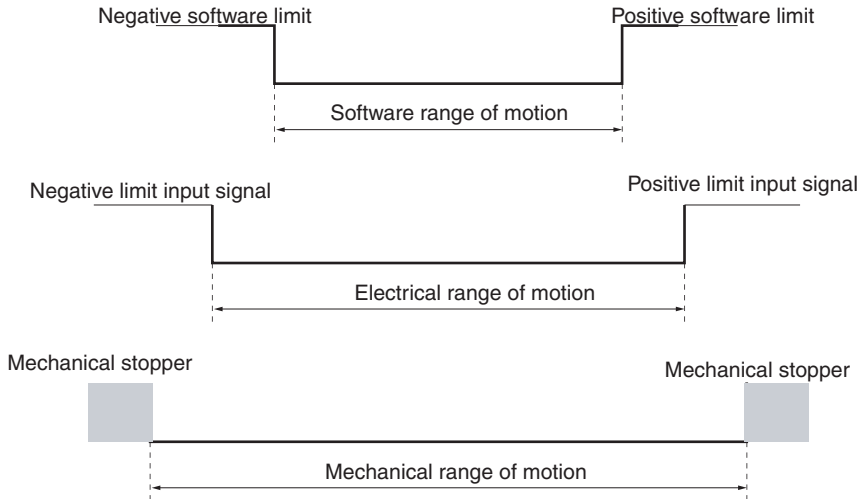 Negative software limit
Positive software limit
Software range of motion
Negative limit input signal
Positive limit input signal
Electrical range of motion
Mechanical stopper
Mechanical stopper
Mechanical range of motion